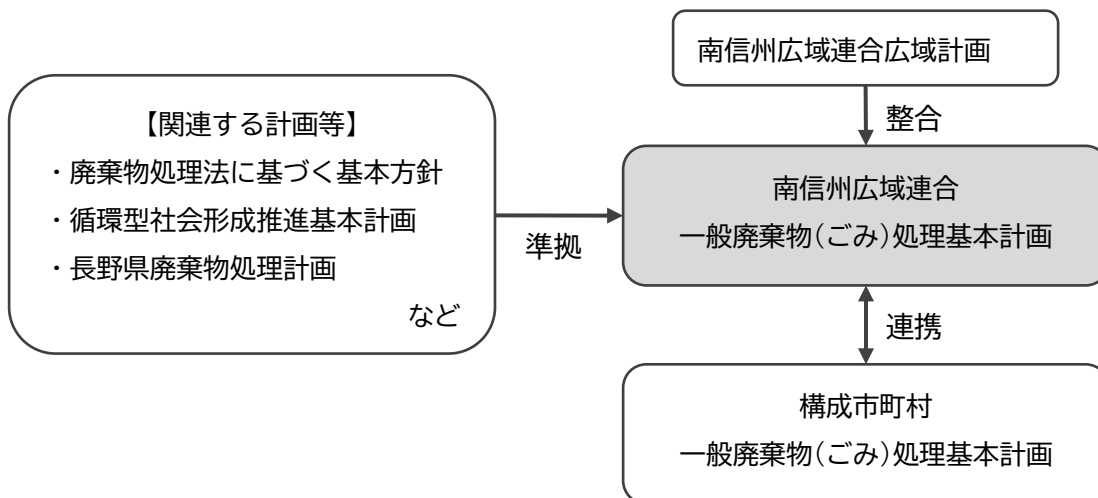 南信州広域連合広域計画
整合
【関連する計画等】
・廃棄物処理法に基づく基本方針
・循環型社会形成推進基本計画
・長野県廃棄物処理計画
など
準拠
南信州広域連合
一般廃棄物(ごみ)処理基本計画
連携
構成市町村
一般廃棄物(ごみ)処理基本計画